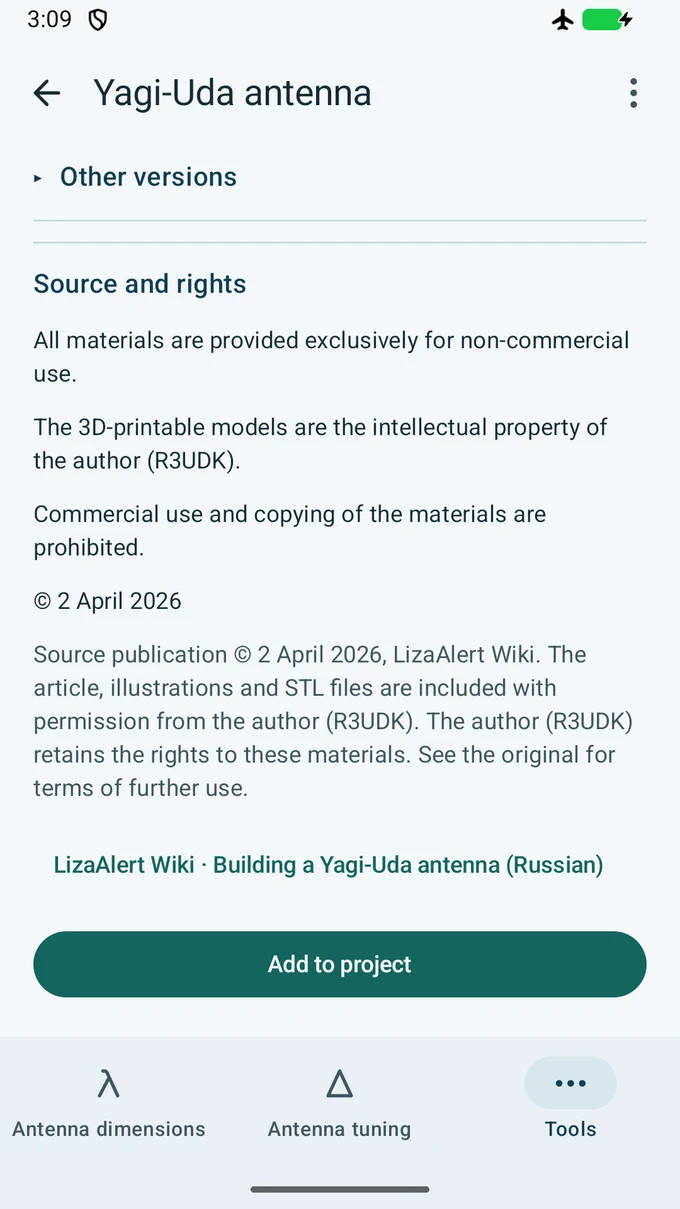 3:09
Yagi-Uda antenna
Other versions
Source and rights
All materials are provided exclusively for non-commercial
use.
The 3D-printable models are the intellectual property of
the author (R3UDK).
Commercial use and copying of the materials are
prohibited.
© 2 April 2026
Source publication © 2 April 2026, LizaAlert Wiki. The
article, illustrations and STL files are included with
permission from the author (R3UDK). The author (R3UDK)
retains the rights to these materials. See the original for
terms of further use.
LizaAlert Wiki · Building a Yagi-Uda antenna (Russian)
Add to project
λ
Antenna dimensions
Antenna tuning
Tools